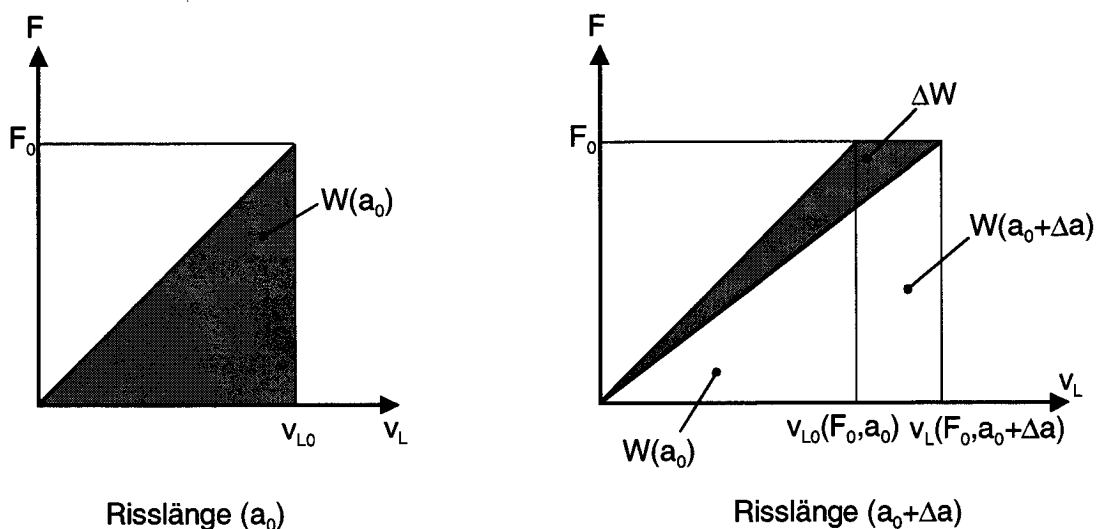 F
F₀
W(a₀)
v_L0
v_L
Risslänge (a₀)
F
ΔW
F₀
W(a₀+Δa)
v_L
v_L0(F₀,a₀)
v_L(F₀,a₀+Δa)
W(a₀)
Risslänge (a₀+Δa)